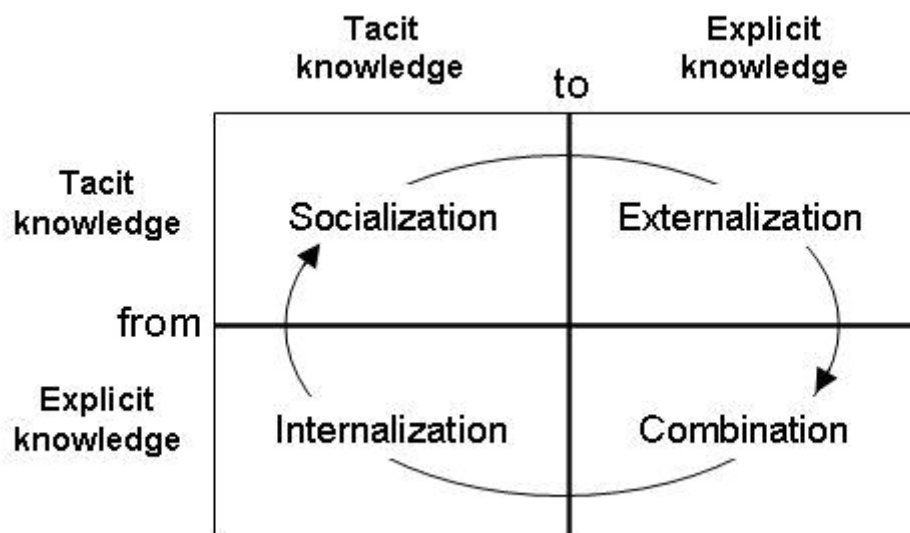 Tacit
knowledge
Explicit
knowledge
to
Tacit
knowledge
Socialization
Externalization
from
Explicit
knowledge
Internalization
Combination